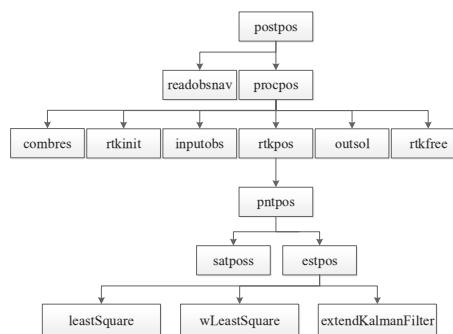 postpos
readobsnav procpos
combres rtkinit inputobs rtkpos outsol rtkfree
pntpos
satposs estpos
leastSquare wLeastSquare extendKalmanFilter